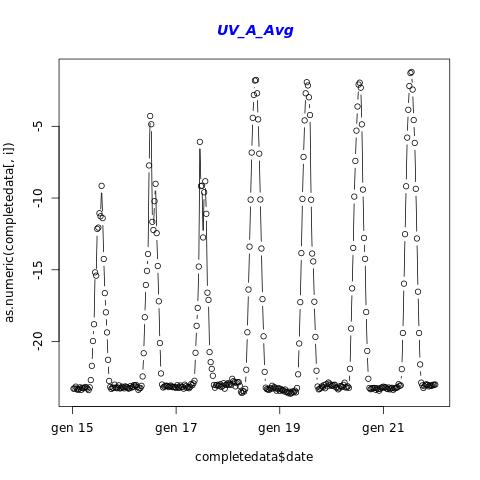 UV_A_Avg
as.numeric(completedata[, i])
-5
-10
-15
-20
gen 15
gen 17
gen 19
gen 21
completedata$date